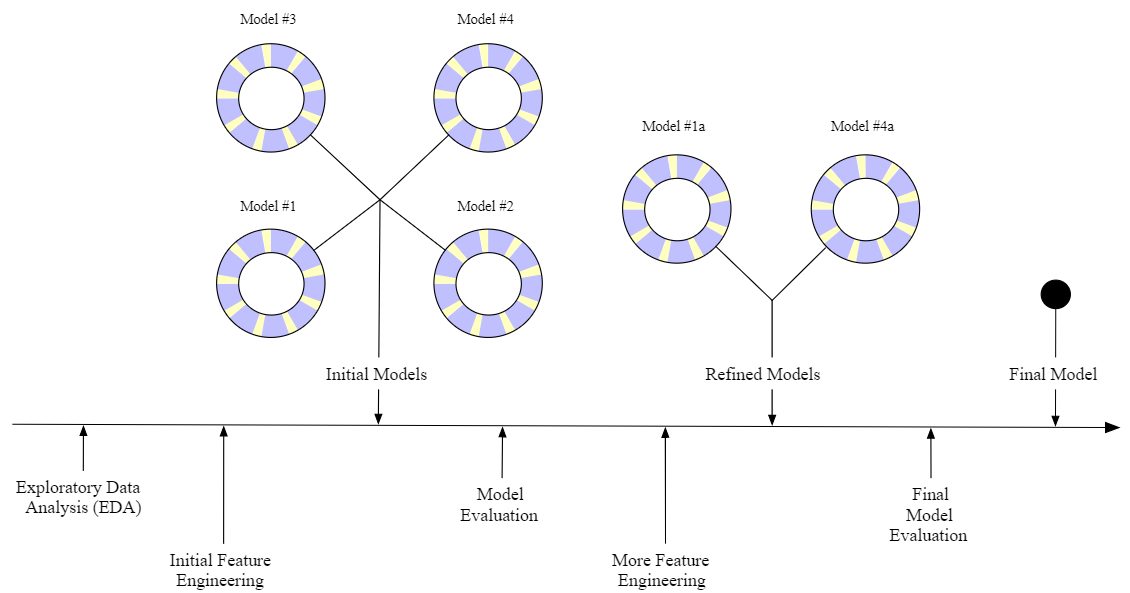 Model #3
Model #4
Model #1
Model #2
Model #1a
Model #4a
Initial Models
Refined Models
Final Model
Exploratory Data
Analysis (EDA)
Initial Feature
Engineering
Model
Evaluation
More Feature
Engineering
Final
Model
Evaluation